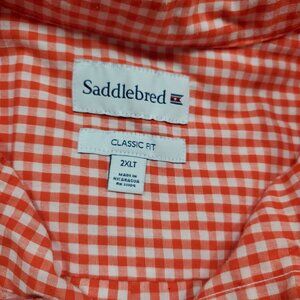 Saddlebred
CLASSIC FIT
2XLT
MADE IN
NICARAGUA